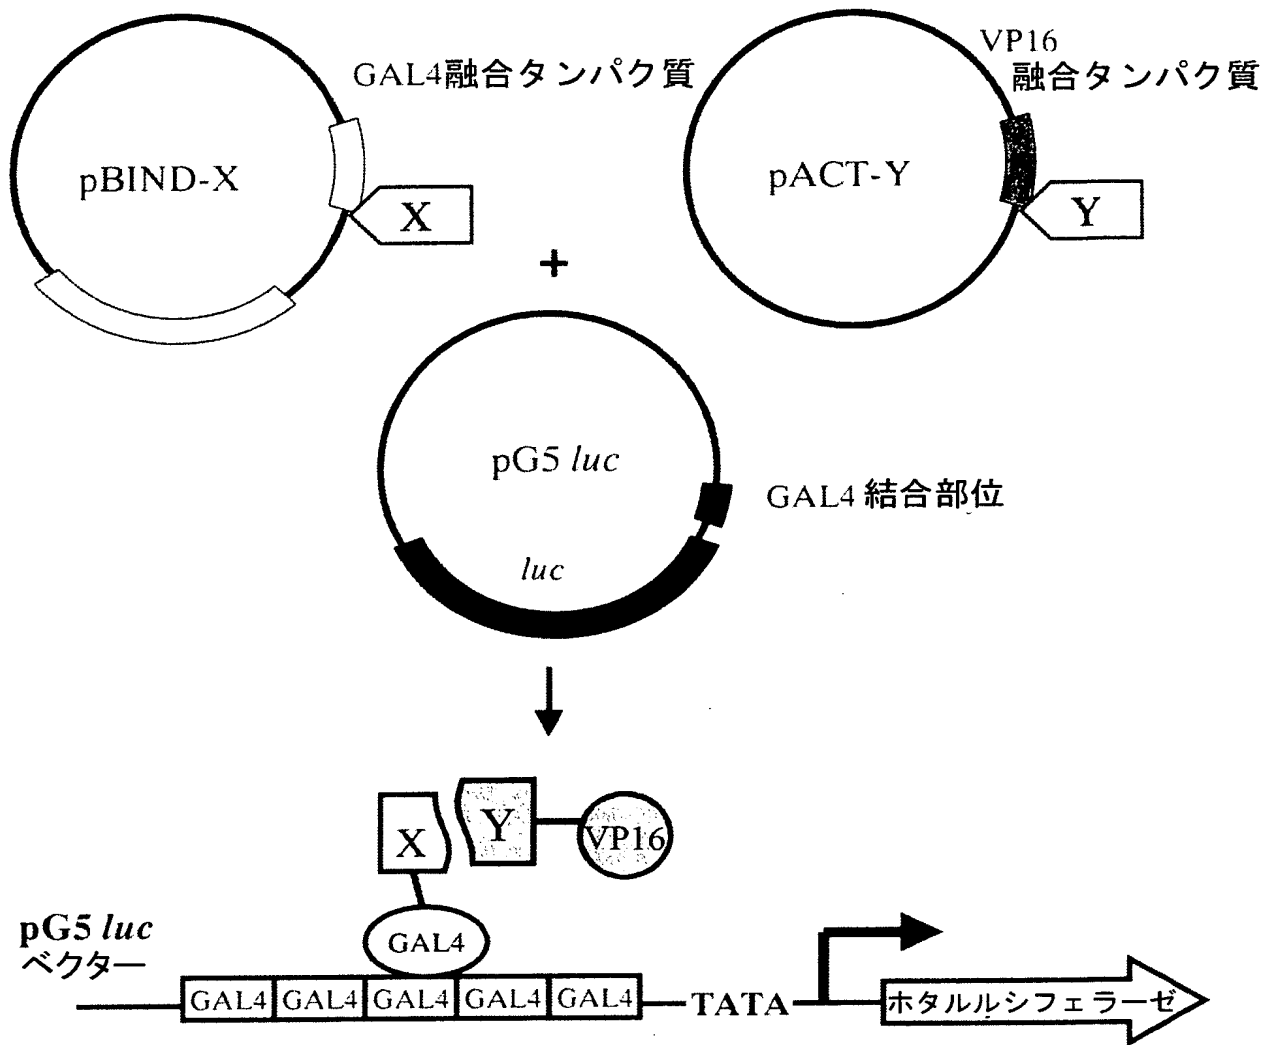 GAL4融合タンパク質
VP16
融合タンパク質
pBIND-X
X
pACT-Y
Y
+
pG5 luc
GAL4 結合部位
luc
X
Y
VP16
GAL4
pG5 luc
ベクター
GAL4 GAL4 GAL4 GAL4 GAL4
TATA
ホタルルシフェラーゼ